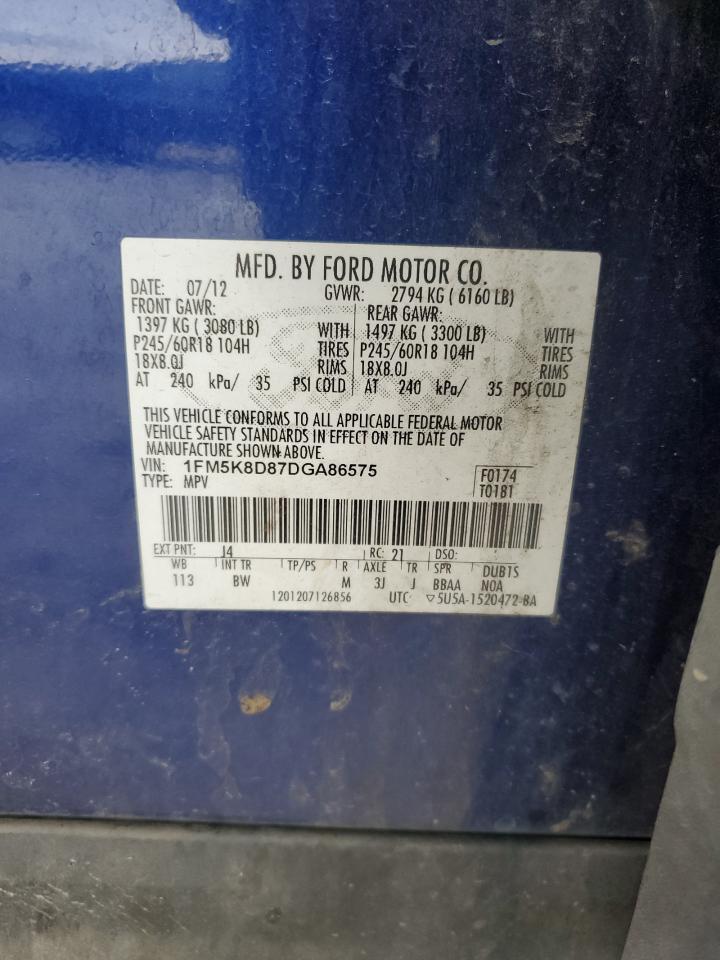 MFD. BY FORD MOTOR CO.
DATE: 07/12 GVWR: 2794 KG ( 6160 LB)
FRONT GAWR: REAR GAWR:
1397 KG ( 3080 LB) WITH 1497 KG ( 3300 LB) WITH
P245/60R18 104H TIRES P245/60R18 104H TIRES
18X8.0J RIMS 18X8.0J RIMS
AT 240 kPa/ 35 PSI COLD AT 240 kPa/ 35 PSI COLD
THIS VEHICLE CONFORMS TO ALL APPLICABLE FEDERAL MOTOR
VEHICLE SAFETY STANDARDS IN EFFECT ON THE DATE OF
MANUFACTURE SHOWN ABOVE.
VIN: 1FM5K8D87DGA86575 F0174
TYPE: MPV T0181
EXT PNT: J4 RC: 21 DSO:
WB INT TR TP/PS R AXLE TR SPR DUBTS
113 BW M 3J J BBAA NOA
1201207126856 UTC ▽5U5A-1520472-BA